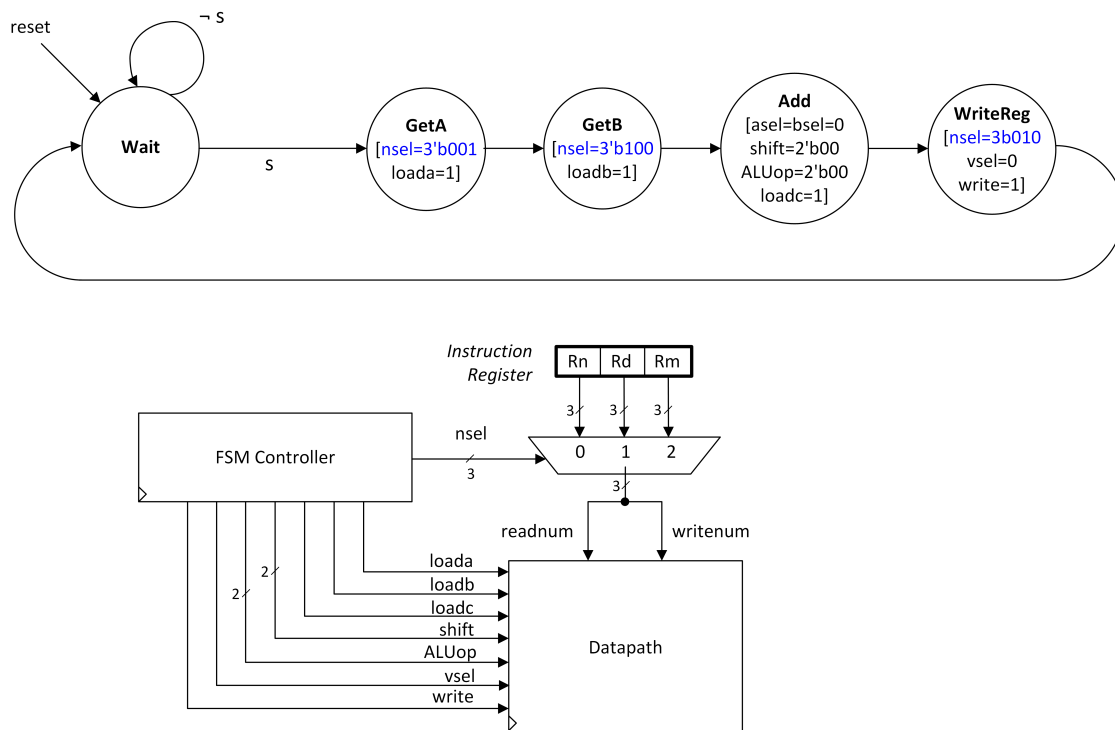 reset
¬ s
Wait
s
GetA
[nsel=3'b001
loada=1]
GetB
[nsel=3'b100
loadb=1]
Add
[asel=bsel=0
shift=2'b00
ALUop=2'b00
loadc=1]
WriteReg
[nsel=3b010
vsel=0
write=1]
Instruction
Register
Rn Rd Rm
3 3 3
0 1 2
nsel
3
FSM Controller
3
readnum writenum
loada
2
loadb
2
loadc
shift
ALUop
vsel
write
Datapath